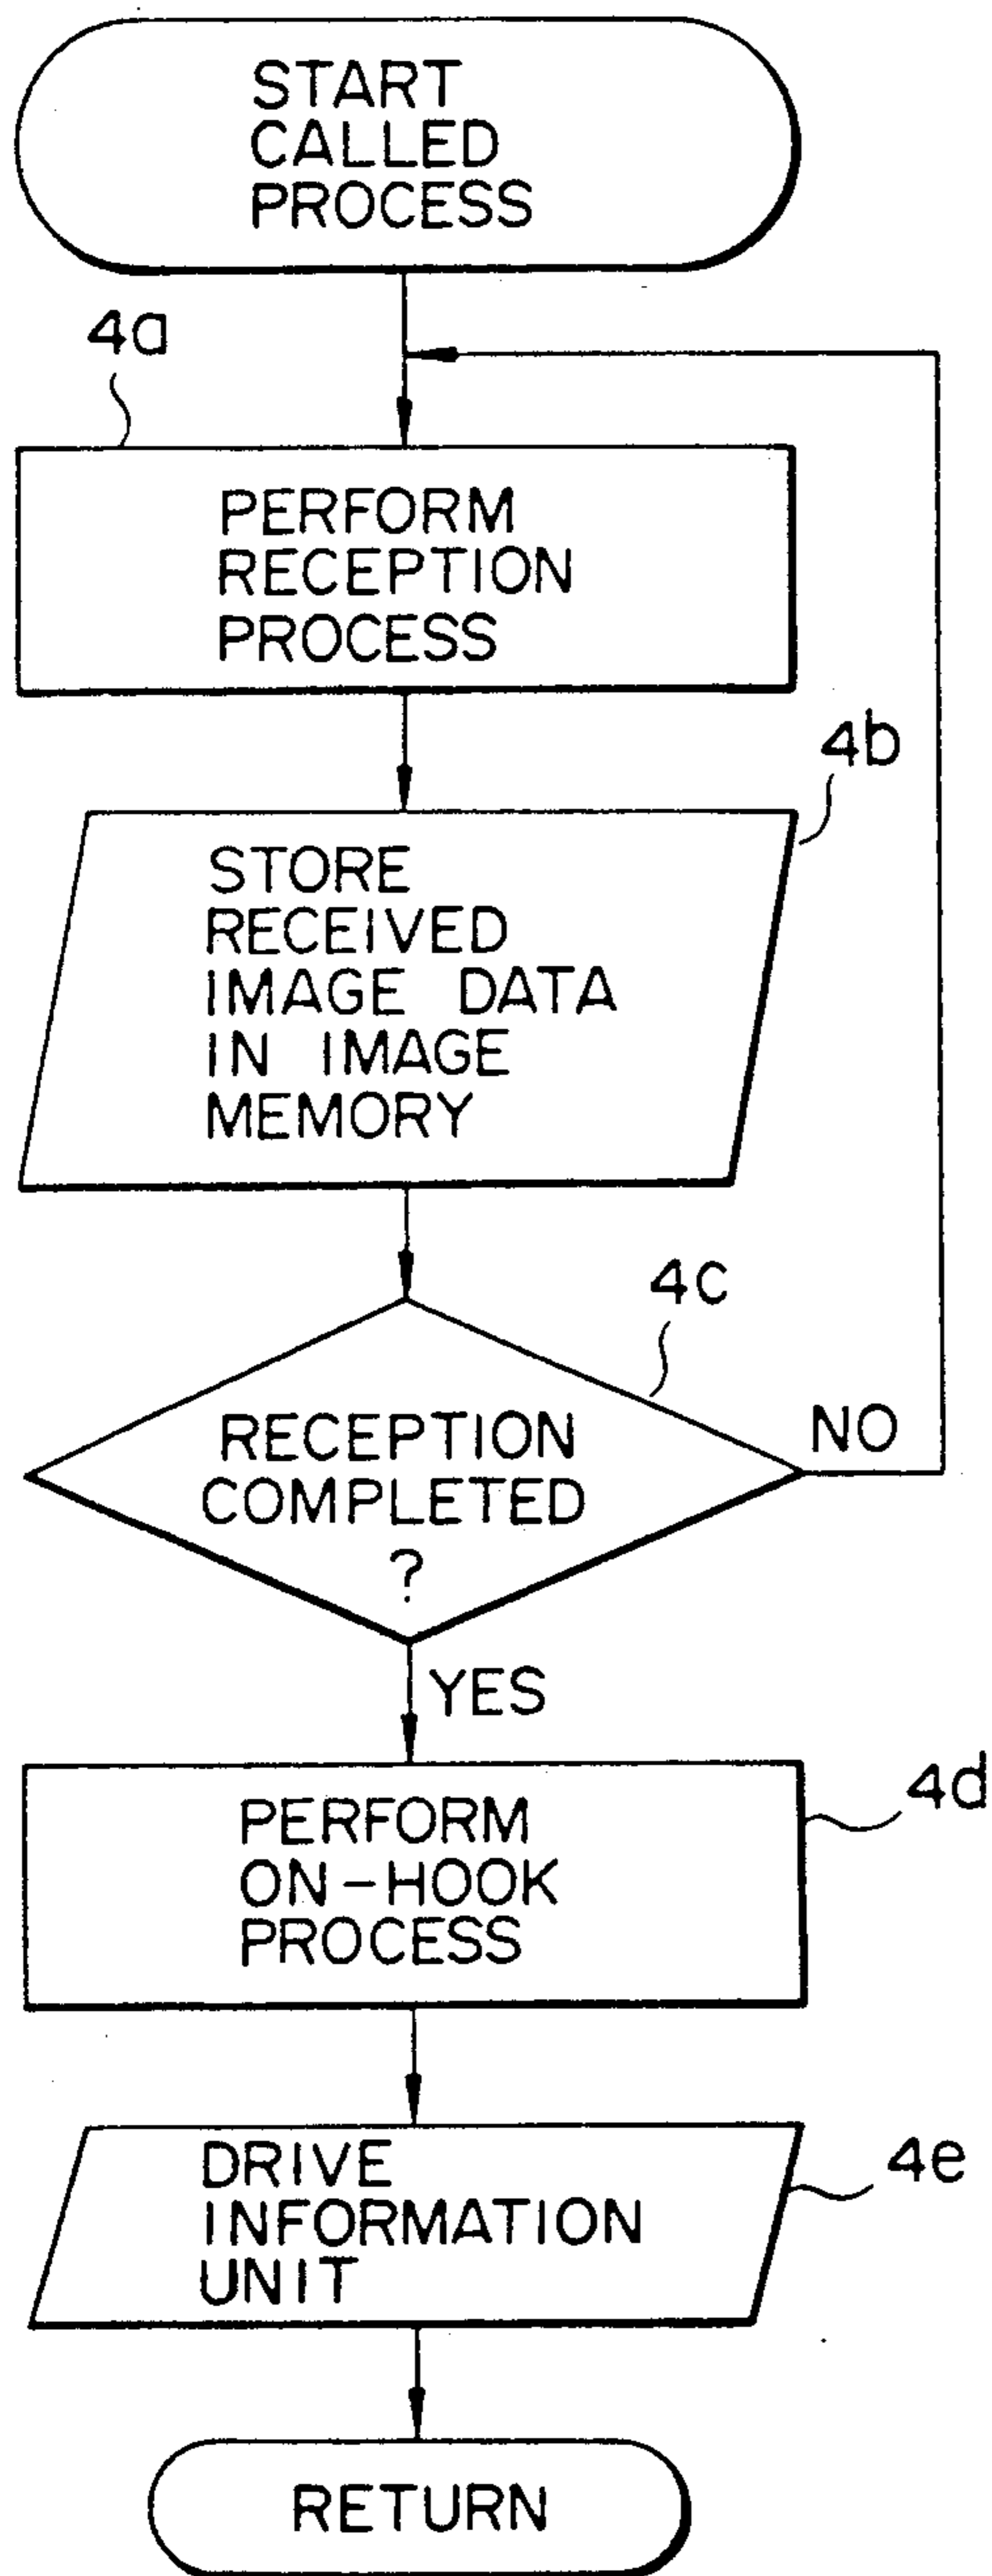 START
CALLED
PROCESS
4a
PERFORM
RECEPTION
PROCESS
4b
STORE
RECEIVED
IMAGE DATA
IN IMAGE
MEMORY
4c
RECEPTION
COMPLETED
?
NO
YES
4d
PERFORM
ON-HOOK
PROCESS
4e
DRIVE
INFORMATION
UNIT
RETURN